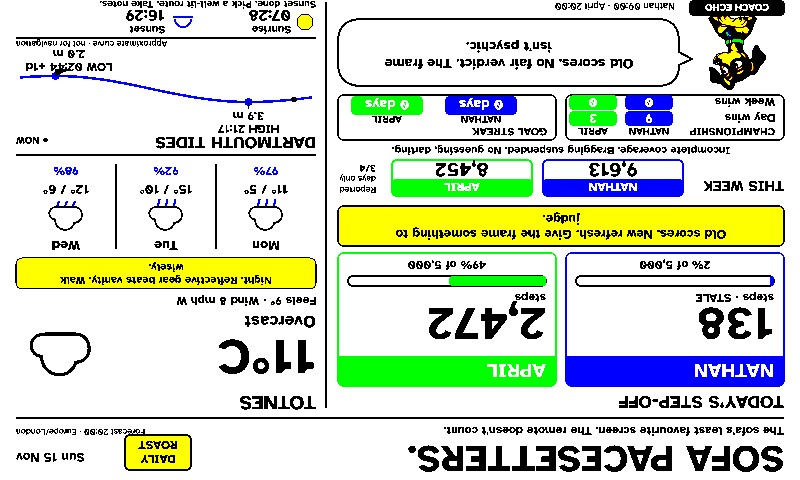 SOFA PACESETTERS.
The sofa's least favourite screen. The remote doesn't count.
DAILY
ROAST
Sun 15 Nov
Forecast 20:00 · Europe/London
TODAY'S STEP-OFF
NATHAN
138
steps · STALE
2% of 5,000
APRIL
2,472
steps
49% of 5,000
Old scores. New refresh. Give the frame something to
judge.
THIS WEEK
NATHAN
9,613
APRIL
8,452
Reported
days only
3/4
Incomplete coverage. Bragging suspended. No guessing, darling.
CHAMPIONSHIP
NATHAN
APRIL
Day wins
9
3
Week wins
0
0
GOAL STREAK
NATHAN
0 days
APRIL
0 days
COACH ECHO
Old scores. No fair verdict. The frame
isn't psychic.
Nathan 09:00 · April 20:00
TOTNES
11°C
Overcast
Feels 9° · Wind 8 mph W
Night. Reflective gear beats vanity. Walk
wisely.
Mon
11° / 5°
97%
Tue
15° / 10°
92%
Wed
12° / 6°
98%
DARTMOUTH TIDES
• NOW
HIGH 21:17
3.9 m
LOW 02:44 +1d
2.0 m
Approximate curve · not for navigation
Sunrise
07:28
Sunset
16:29
Sunset done. Pick a well-lit route. Take notes.